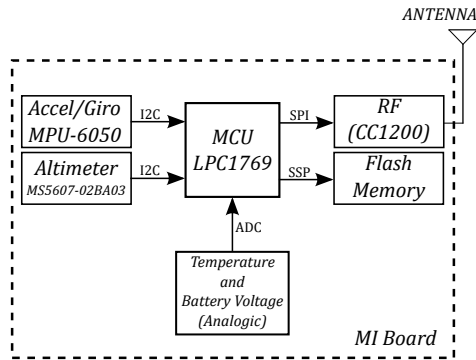 ANTENNA
Accel/Giro
MPU-6050
I2C
MCU
LPC1769
SPI
RF
(CC1200)
Altimeter
MS5607-02BA03
I2C
SSP
Flash
Memory
ADC
Temperature
and
Battery Voltage
(Analogic)
MI Board